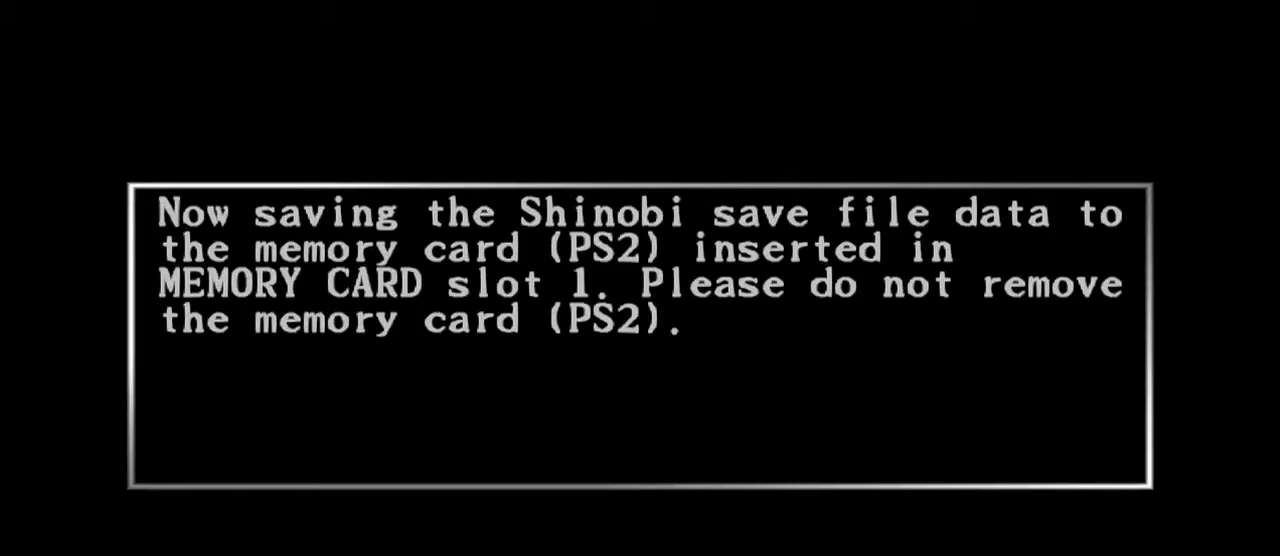 Now saving the Shinobi save file data to
the memory card (PS2) inserted in
MEMORY CARD slot 1. Please do not remove
the memory card (PS2).